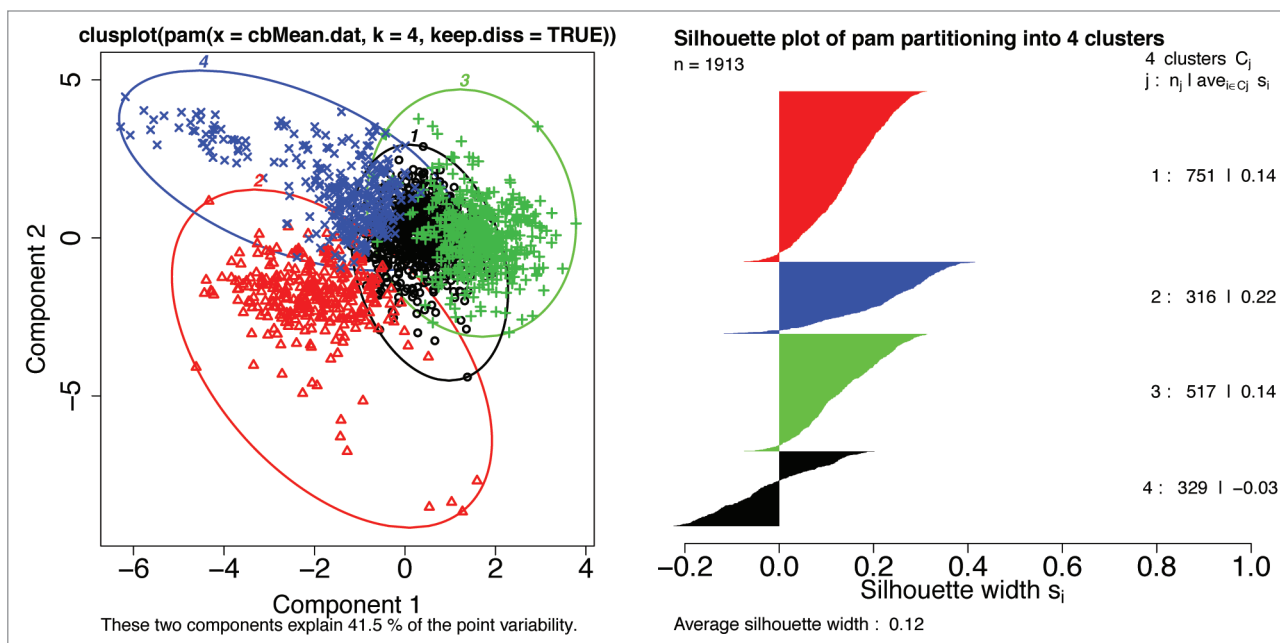 clusplot(pam(x = cbMean.dat, k = 4, keep.diss = TRUE))
4
3
1
2
Component 2
5
0
−5
−6 −4 −2 0 2 4
Component 1
These two components explain 41.5 % of the point variability.
Silhouette plot of pam partitioning into 4 clusters
n = 1913
4 clusters Cj
j : nj | avei∈Cj si
1 : 751 | 0.14
2 : 316 | 0.22
3 : 517 | 0.14
4 : 329 | −0.03
−0.2 0.0 0.2 0.4 0.6 0.8 1.0
Silhouette width si
Average silhouette width : 0.12